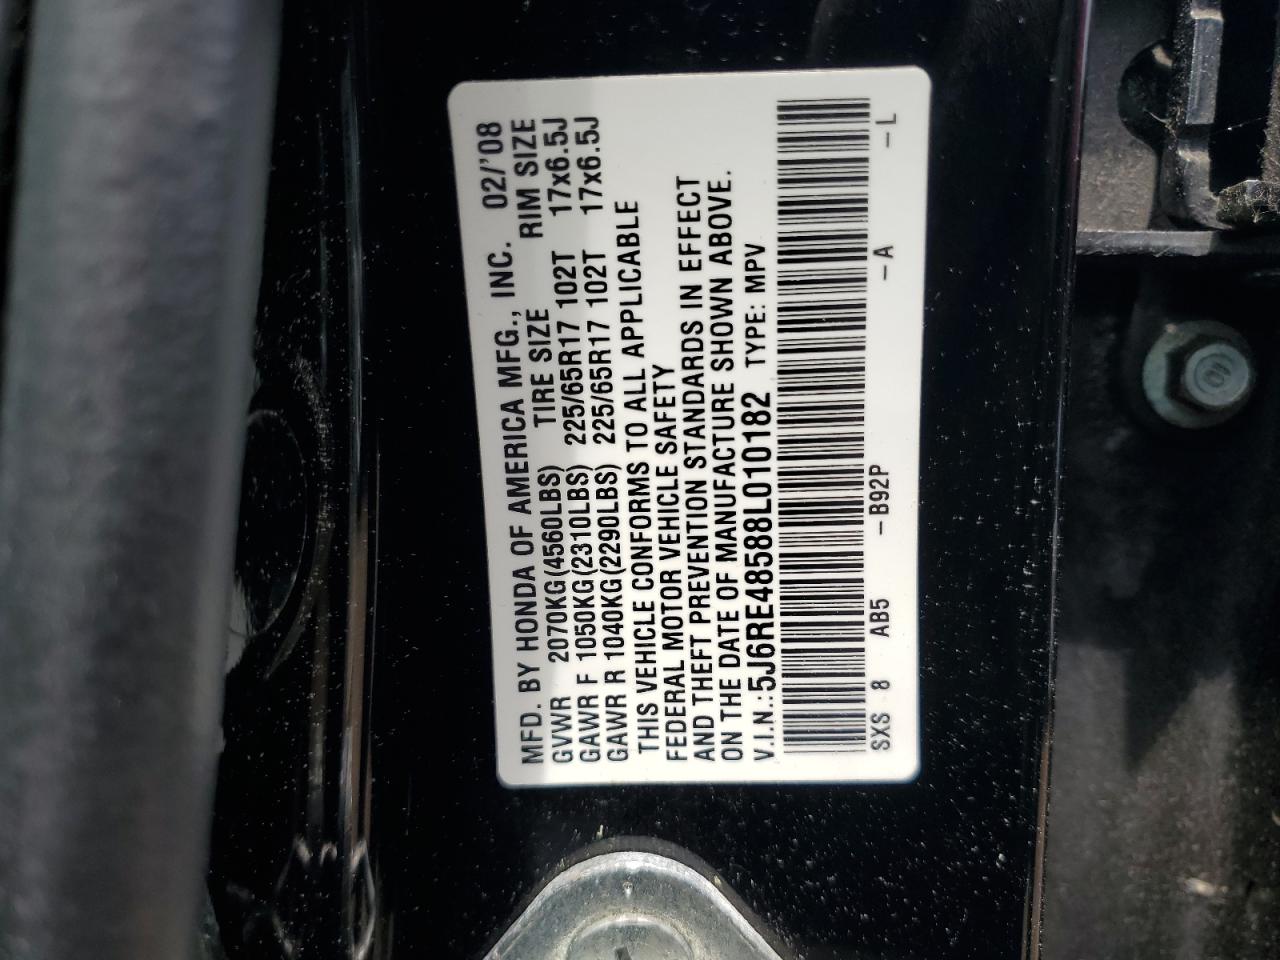 MFD. BY HONDA OF AMERICA MFG., INC. 02/'08
GVWR 2070KG(4560LBS) TIRE SIZE RIM SIZE
GAWR F 1050KG(2310LBS) 225/65R17 102T 17x6.5J
GAWR R 1040KG(2290LBS) 225/65R17 102T 17x6.5J
THIS VEHICLE CONFORMS TO ALL APPLICABLE
FEDERAL MOTOR VEHICLE SAFETY
AND THEFT PREVENTION STANDARDS IN EFFECT
ON THE DATE OF MANUFACTURE SHOWN ABOVE.
V.I.N.: 5J6RE48588L010182 TYPE: MPV
SXS 8 AB5 -B92P -A -L